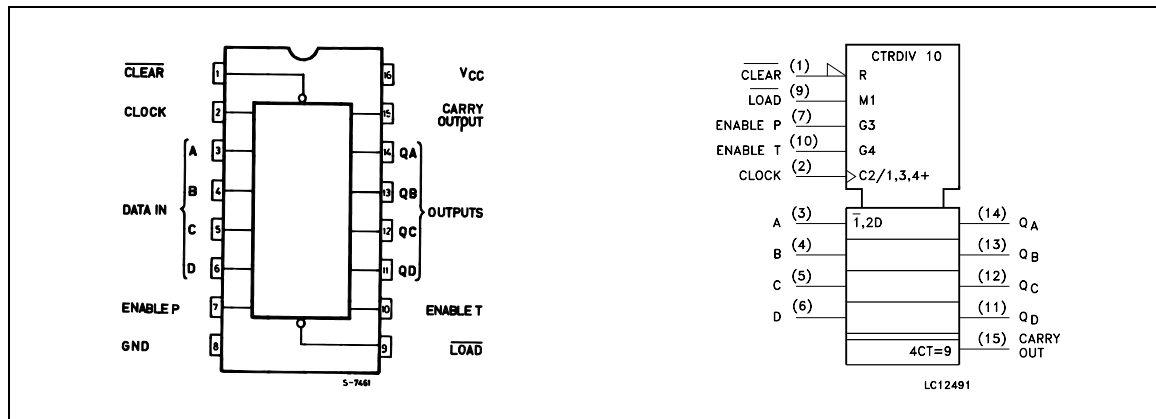 CLEAR 1 16 VCC
CLOCK 2 15 CARRY OUTPUT
A 3 14 QA
B 4 13 QB
DATA IN OUTPUTS
C 5 12 QC
D 6 11 QD
ENABLE P 7 10 ENABLE T
GND 8 9 LOAD
S-7461
CTRDIV 10
CLEAR (1) R
LOAD (9) M1
ENABLE P (7) G3
ENABLE T (10) G4
CLOCK (2) C2/1,3,4+
A (3) 1,2D (14) QA
B (4) (13) QB
C (5) (12) QC
D (6) (11) QD
4CT=9 (15) CARRY OUT
LC12491